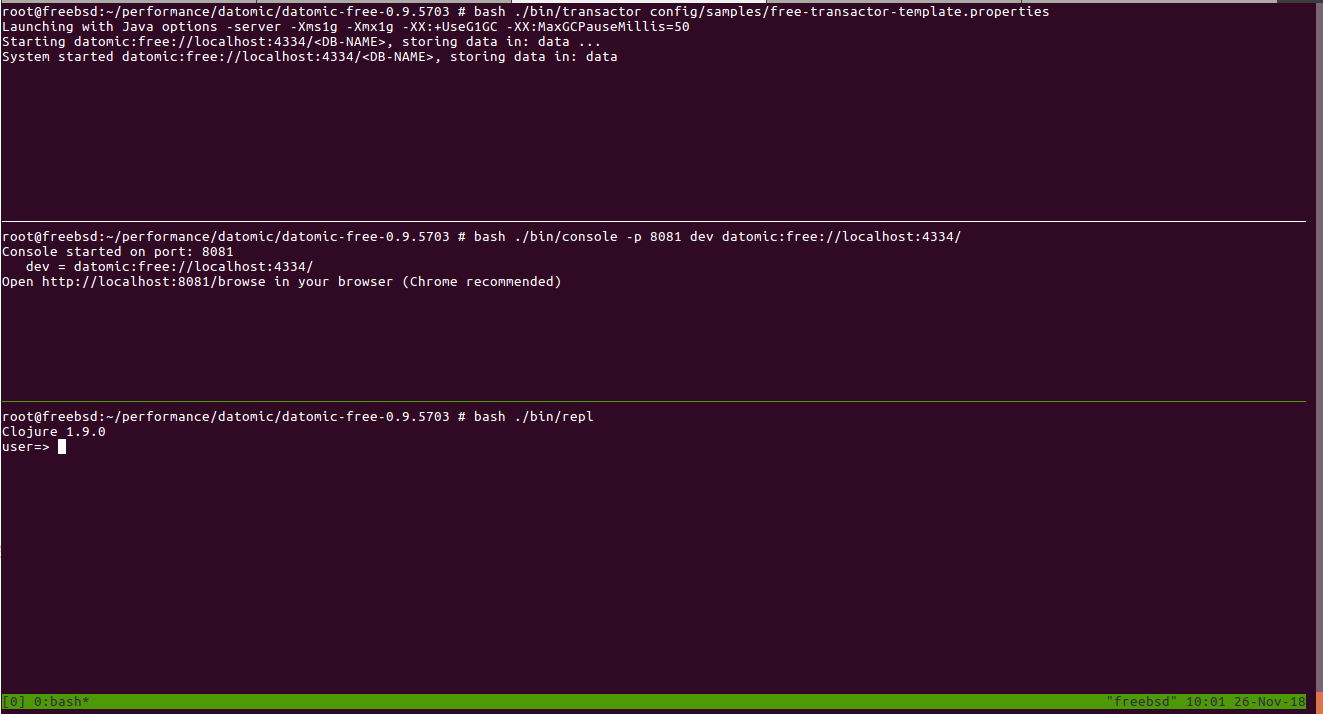 root@freebsd:~/performance/datomic/datomic-free-0.9.5703 # bash ./bin/transactor config/samples/free-transactor-template.properties
Launching with Java options -server -Xms1g -Xmx1g -XX:+UseG1GC -XX:MaxGCPauseMillis=50
Starting datomic:free://localhost:4334/<DB-NAME>, storing data in: data ...
System started datomic:free://localhost:4334/<DB-NAME>, storing data in: data
root@freebsd:~/performance/datomic/datomic-free-0.9.5703 # bash ./bin/console -p 8081 dev datomic:free://localhost:4334/
Console started on port: 8081
   dev = datomic:free://localhost:4334/
Open http://localhost:8081/browse in your browser (Chrome recommended)
root@freebsd:~/performance/datomic/datomic-free-0.9.5703 # bash ./bin/repl
Clojure 1.9.0
user=>
[0] 0:bash* "freebsd" 10:01 26-Nov-18